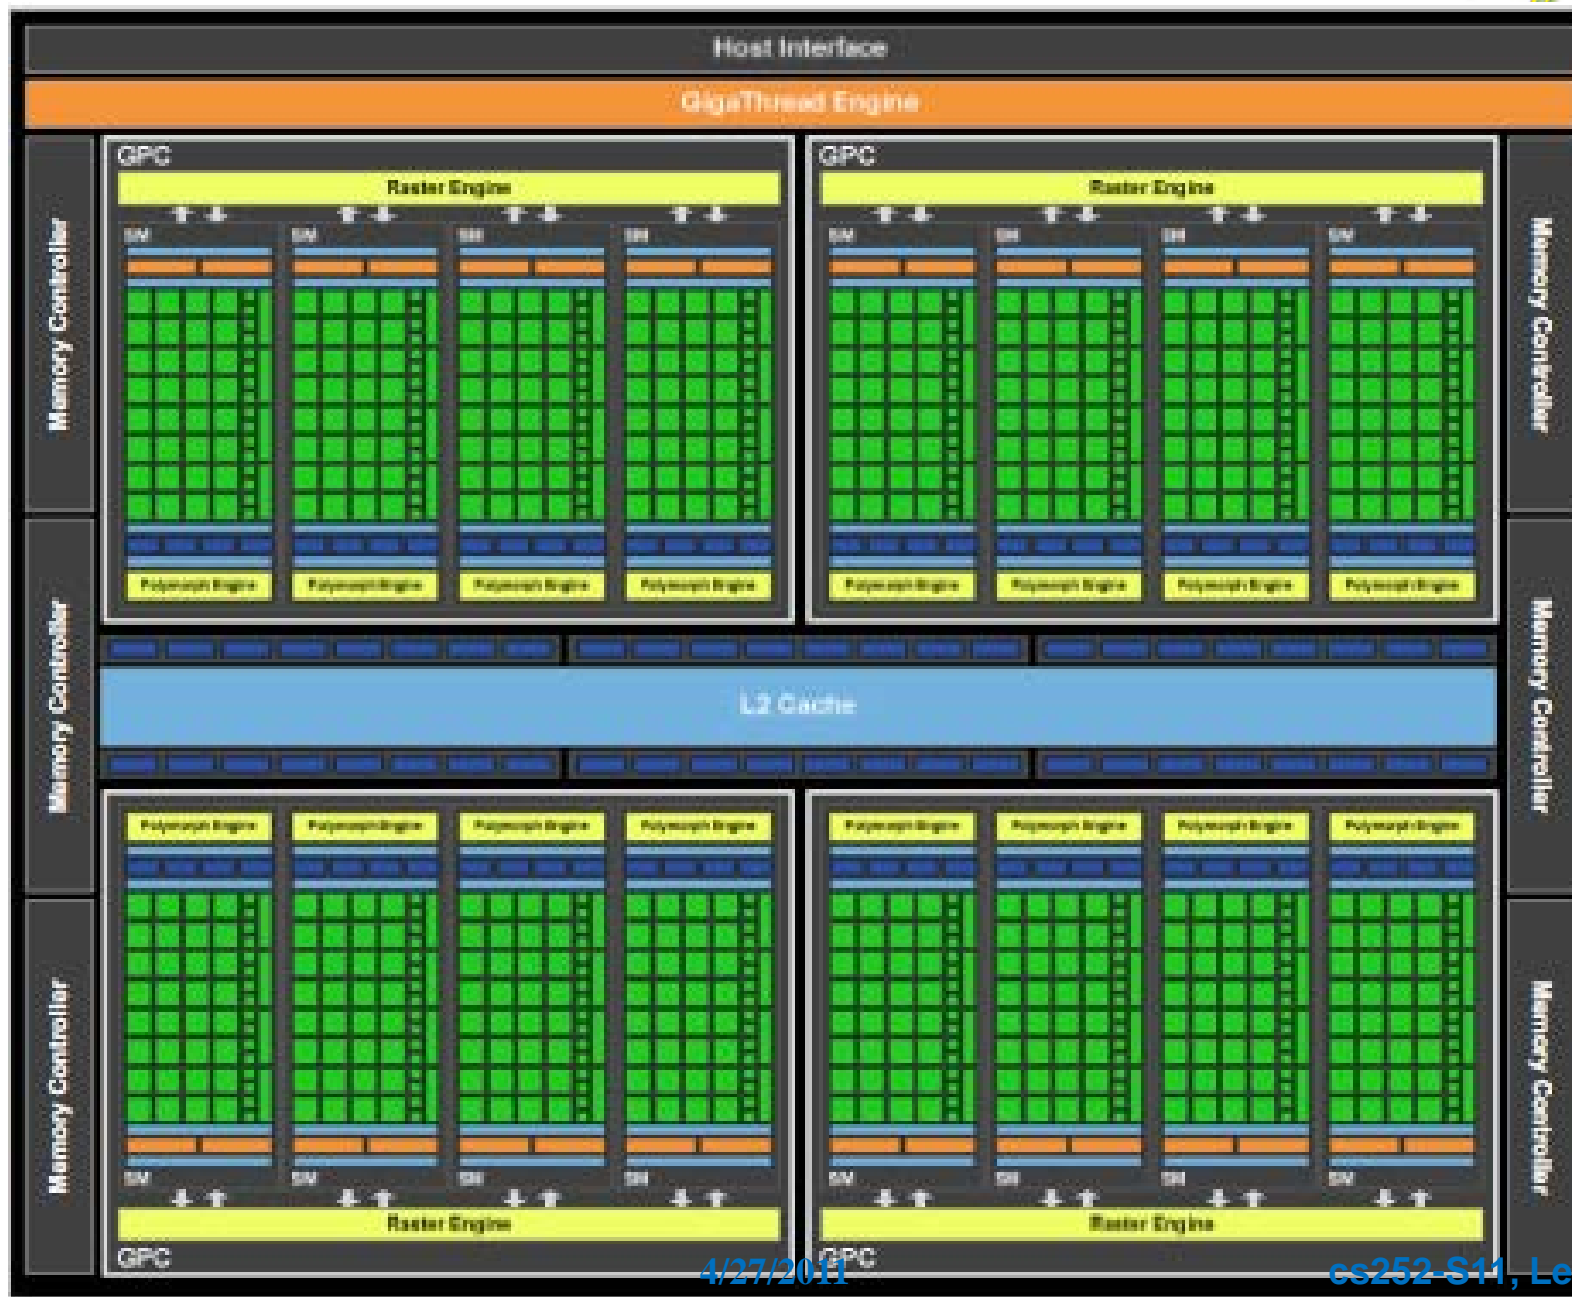 Host Interface
GigaThread Engine
GPC
GPC
Raster Engine
Raster Engine
SM SM SM SM
SM SM SM SM
Memory Controller
Memory Controller
Polymorph Engine Polymorph Engine Polymorph Engine Polymorph Engine
Polymorph Engine Polymorph Engine Polymorph Engine Polymorph Engine
Memory Controller
Memory Controller
L2 Cache
Polymorph Engine Polymorph Engine Polymorph Engine Polymorph Engine
Polymorph Engine Polymorph Engine Polymorph Engine Polymorph Engine
Memory Controller
Memory Controller
SM SM SM SM
SM SM SM SM
Raster Engine
Raster Engine
GPC
GPC
4/27/2011
cs252-S11, Le